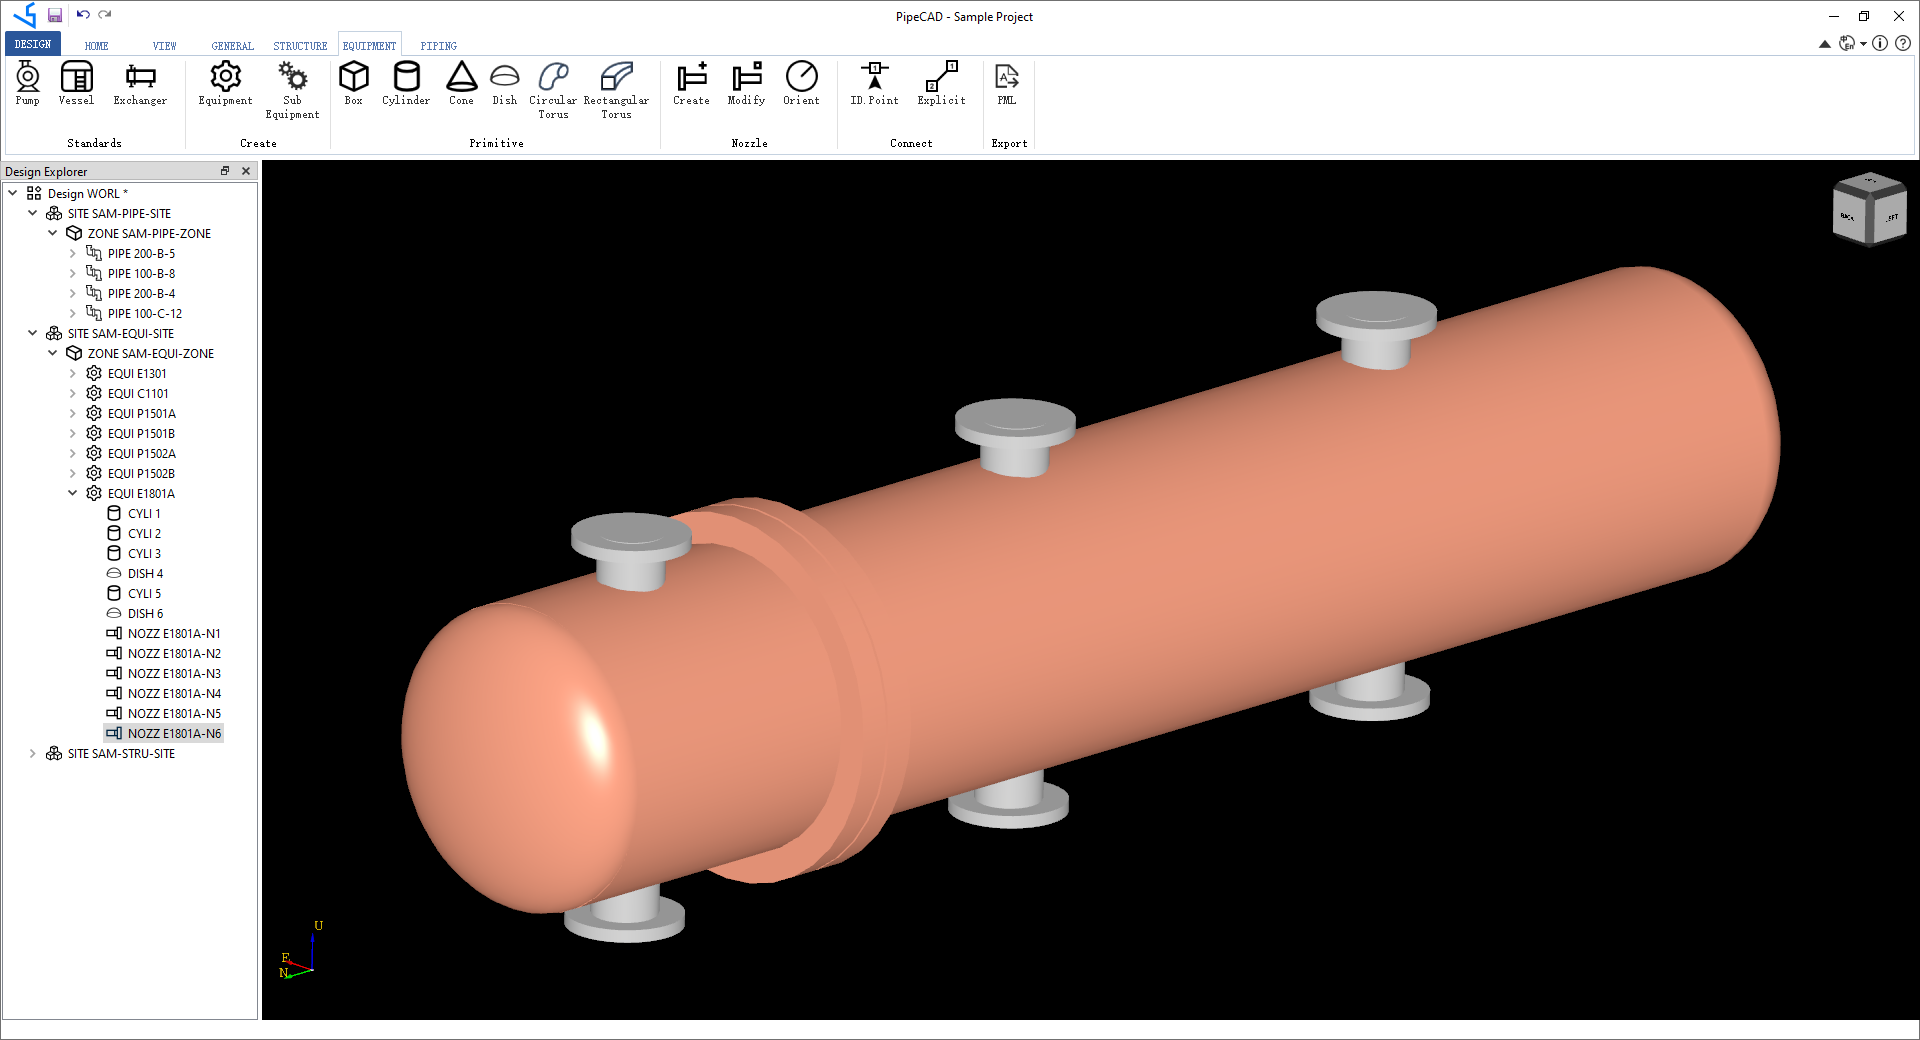 PipeCAD - Sample Project
DESIGN HOME VIEW GENERAL STRUCTURE EQUIPMENT PIPING
Pump Vessel Exchanger Equipment Sub Equipment Box Cylinder Cone Dish Circular Torus Rectangular Torus Create Modify Orient ID.Point Explicit PML
Standards Create Primitive Nozzle Connect Export
Design Explorer
Design WORL *
SITE SAM-PIPE-SITE
ZONE SAM-PIPE-ZONE
PIPE 200-B-5
PIPE 100-B-8
PIPE 200-B-4
PIPE 100-C-12
SITE SAM-EQUI-SITE
ZONE SAM-EQUI-ZONE
EQUI E1301
EQUI C1101
EQUI P1501A
EQUI P1501B
EQUI P1502A
EQUI P1502B
EQUI E1801A
CYLI 1
CYLI 2
CYLI 3
DISH 4
CYLI 5
DISH 6
NOZZ E1801A-N1
NOZZ E1801A-N2
NOZZ E1801A-N3
NOZZ E1801A-N4
NOZZ E1801A-N5
NOZZ E1801A-N6
SITE SAM-STRU-SITE
BACK LEFT
U
E
N